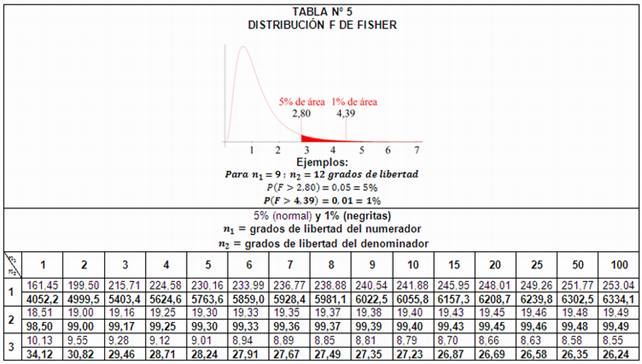 TABLA Nº 5
DISTRIBUCIÓN F DE FISHER
5% de área 1% de área
2,80 4,39
1 2 3 4 5 6 7
Ejemplos:
Para n₁ = 9 ; n₂ = 12 grados de libertad
P(F > 2.80) = 0,05 = 5%
P(F > 4.39) = 0,01 = 1%
5% (normal) y 1% (negritas)
n₁ = grados de libertad del numerador
n₂ = grados de libertad del denominador
n₁ n₂ 1 2 3 4 5 6 7 8 9 10 15 20 25 50 100
1 161.45 199.50 215.71 224.58 230.16 233.99 236.77 238.88 240.54 241.88 245.95 248.01 249.26 251.77 253.04
4052,2 4999,5 5403,4 5624,6 5763,6 5859,0 5928,4 5981,1 6022,5 6055,8 6157,3 6208,7 6239,8 6302,5 6334,1
2 18.51 19.00 19.16 19.25 19.30 19.33 19.35 19.37 19.38 19.40 19.43 19.45 19.46 19.48 19.49
98,50 99,00 99,17 99,25 99,30 99,33 99,36 99,37 99,39 99,40 99,43 99,45 99,46 99,48 99,49
3 10.13 9.55 9.28 9.12 9.01 8.94 8.89 8.85 8.81 8.79 8.70 8.66 8.63 8.58 8.55
34,12 30,82 29,46 28,71 28,24 27,91 27,67 27,49 27,35 27,23 26,87 26,69 26,58 26,35 26,24